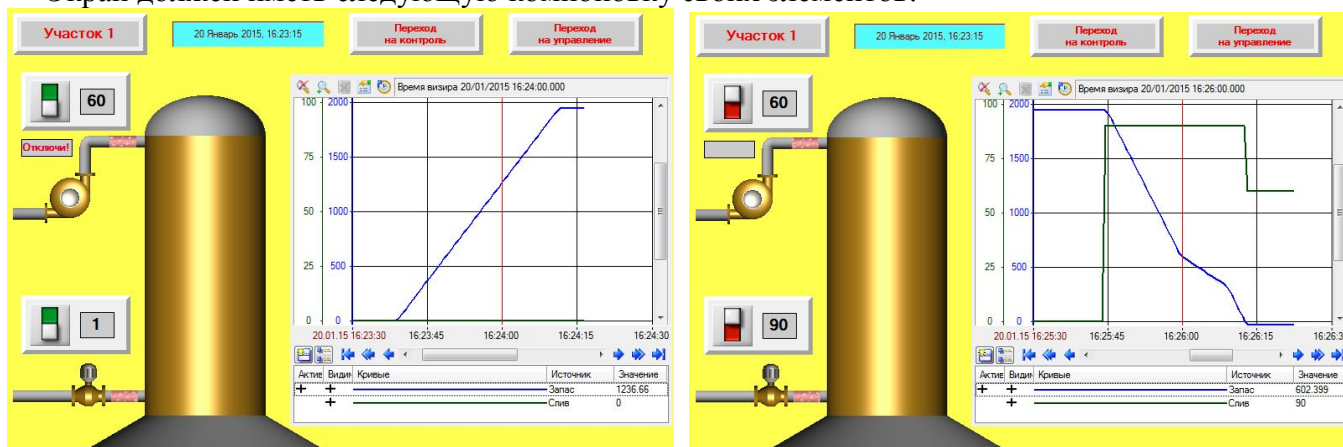 Экран должен иметь следующую компоновку своих элементов:
Участок 1
20 Январь 2015, 16:23:15
Переход
на контроль
Переход
на управление
60
Отключи!
1
Время визира 20/01/2015 16:24:00.000
100
2000
75
1500
50
1000
25
500
0
0
20.01.15 16:23:30
16:23:45
16:24:00
16:24:15
16:24:30
Актив Видим Кривые Источник Значение
Запас 1236.66
Слив 0
Участок 1
20 Январь 2015, 16:23:15
Переход
на контроль
Переход
на управление
60
90
Время визира 20/01/2015 16:26:00.000
100
2000
75
1500
50
1000
25
500
0
0
20.01.15 16:25:30
16:25:45
16:26:00
16:26:15
16:26:3
Актив Видим Кривые Источник Значение
Запас 602.399
Слив 90